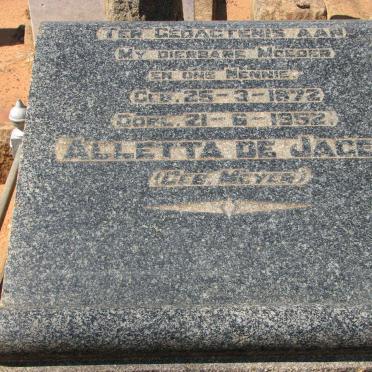 TER GEDAGTENIS AAN
MY DIERBARE MOEDER
EN ONS NENNIE.
GEB. 25-3-1872
OORL. 21-6-1952.
ALLETTA DE JAGE
(GEB. MEYER)